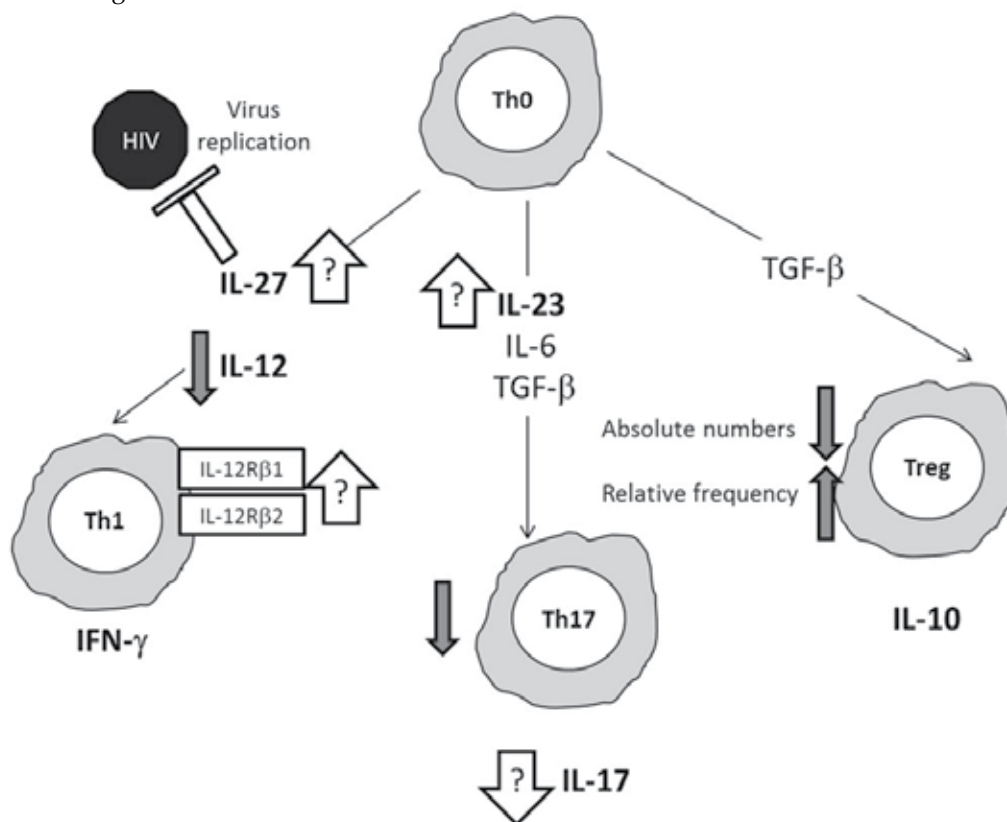 Th0
HIV
Virus
replication
IL-27
?
?
IL-23
IL-6
TGF-β
TGF-β
IL-12
Th1
IL-12Rβ1
IL-12Rβ2
?
IFN-γ
Absolute numbers
Relative frequency
Treg
IL-10
Th17
?
IL-17